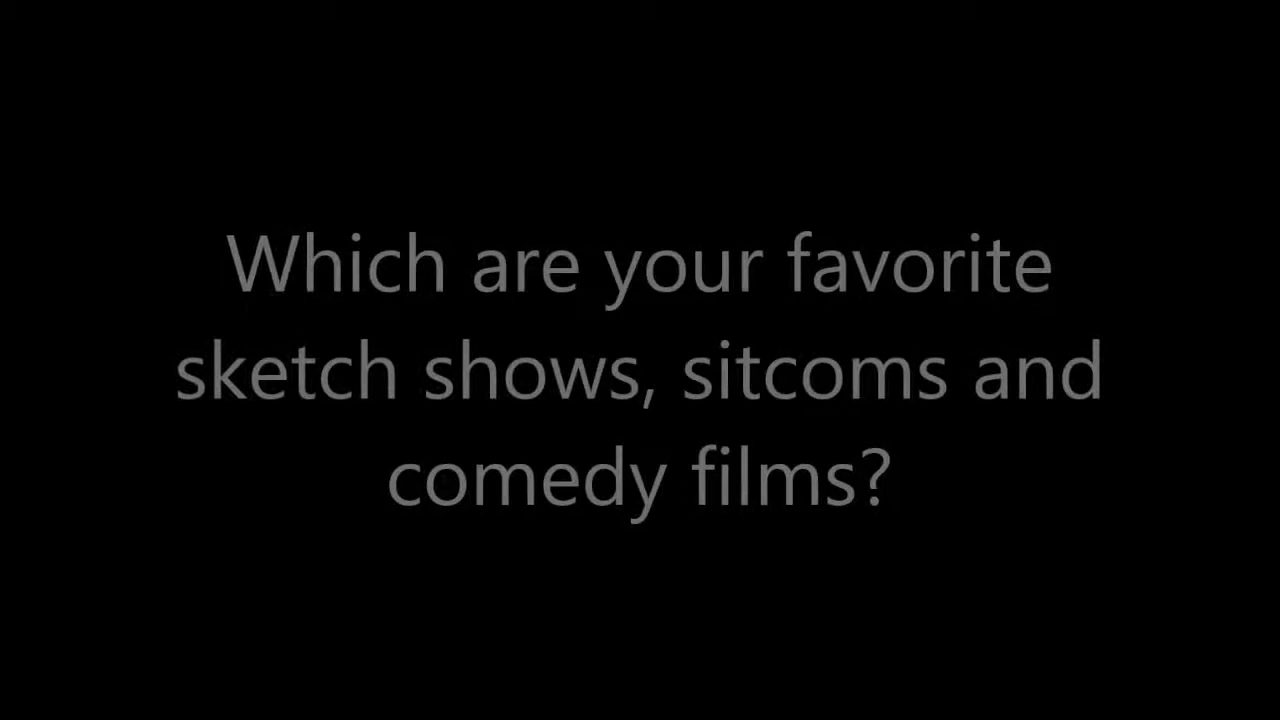 Which are your favorite
sketch shows, sitcoms and
comedy films?